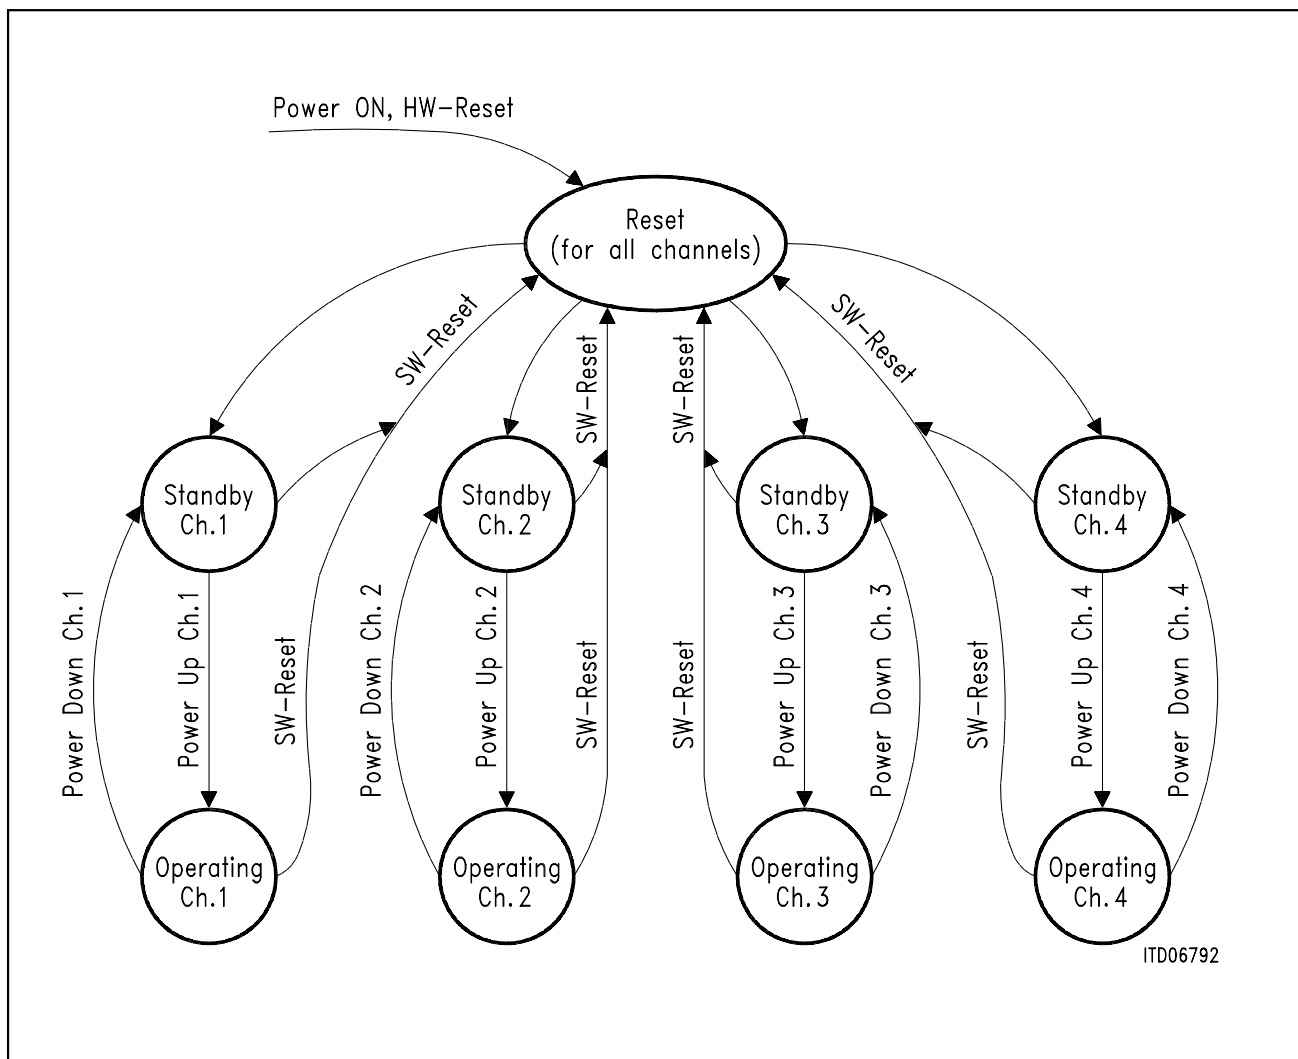 Power ON, HW-Reset
Reset
(for all channels)
SW-Reset
SW-Reset
SW-Reset
SW-Reset
Standby
Ch.1
Standby
Ch.2
Standby
Ch.3
Standby
Ch.4
Power Down Ch.1
Power Up Ch.1
SW-Reset
Power Down Ch.2
Power Up Ch.2
SW-Reset
SW-Reset
Power Up Ch.3
Power Down Ch.3
SW-Reset
Power Up Ch.4
Power Down Ch.4
Operating
Ch.1
Operating
Ch.2
Operating
Ch.3
Operating
Ch.4
ITD06792